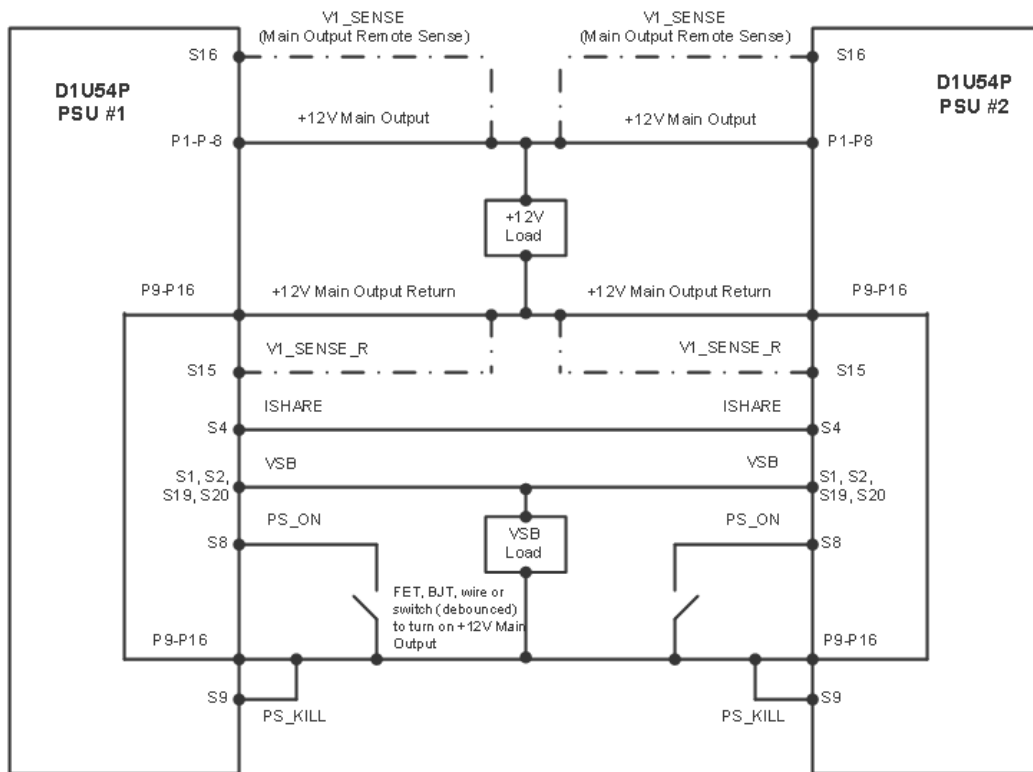 V1_SENSE
(Main Output Remote Sense)
V1_SENSE
(Main Output Remote Sense)
S16
S16
D1U54P
PSU #1
D1U54P
PSU #2
+12V Main Output
+12V Main Output
P1-P-8
P1-P8
+12V
Load
P9-P16
+12V Main Output Return
+12V Main Output Return
P9-P16
V1_SENSE_R
V1_SENSE_R
S15
S15
ISHARE
ISHARE
S4
S4
VSB
VSB
S1, S2,
S19, S20
S1, S2,
S19, S20
PS_ON
PS_ON
S8
VSB
Load
S8
FET, BJT, wire or
switch (debounced)
to turn on +12V Main
Output
P9-P16
P9-P16
S9
S9
PS_KILL
PS_KILL